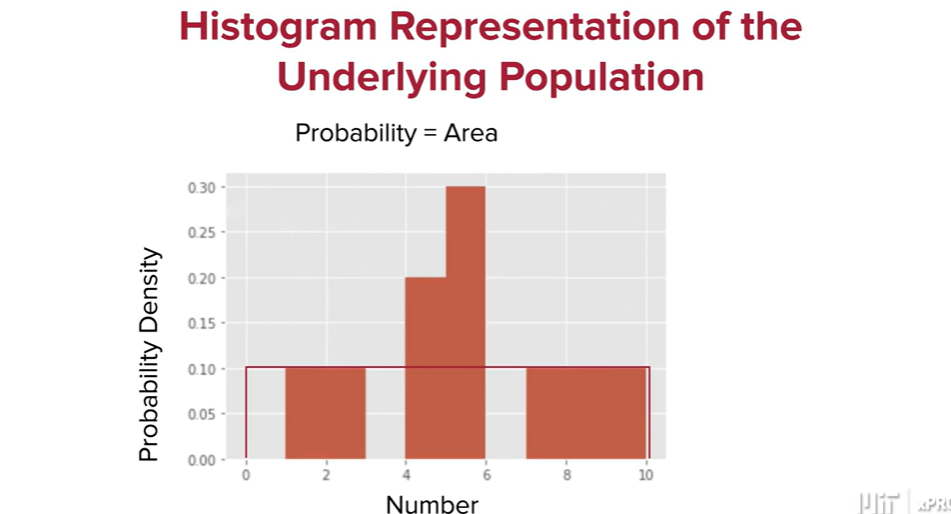 Histogram Representation of the
Underlying Population
Probability = Area
Probability Density
0.30
0.25
0.20
0.15
0.10
0.05
0.00
0 2 4 6 8 10
Number
MIT